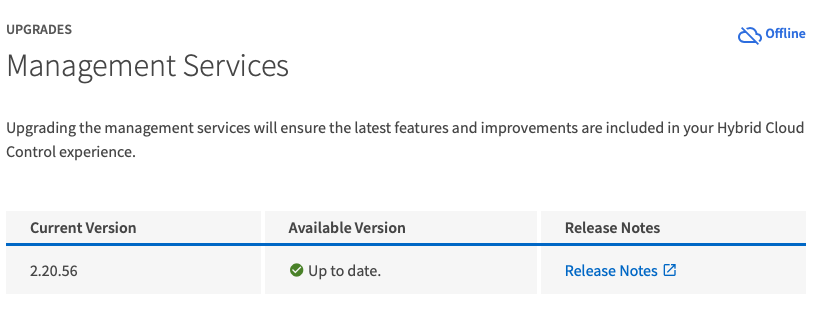 UPGRADES
Offline
Management Services
Upgrading the management services will ensure the latest features and improvements are included in your Hybrid Cloud
Control experience.
Current Version
Available Version
Release Notes
2.20.56
Up to date.
Release Notes